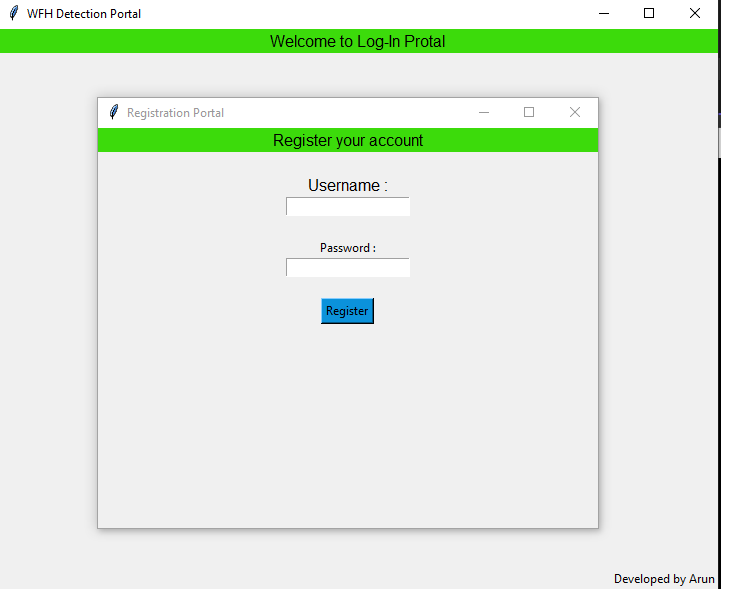 WFH Detection Portal
Welcome to Log-In Protal
Registration Portal
Register your account
Username :
Password :
Register
Developed by Arun